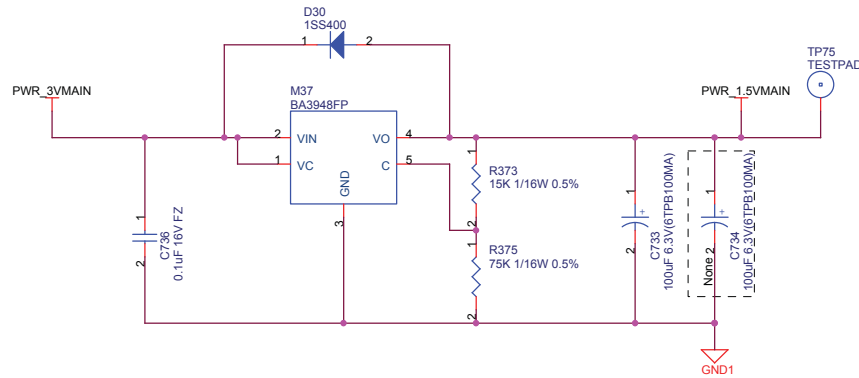 D30
1SS400
1
2
TP75
TESTPAD
PWR_3VMAIN
M37
BA3948FP
PWR_1.5VMAIN
2
VIN
VO
4
1
VC
C
5
GND
3
1
R373
15K 1/16W 0.5%
2
1
R375
75K 1/16W 0.5%
2
1
2
C736
0.1uF 16V FZ
1
+
2
C733
100uF 6.3V(6TPB100MA)
1
+
None 2
C734
100uF 6.3V(6TPB100MA)
GND1